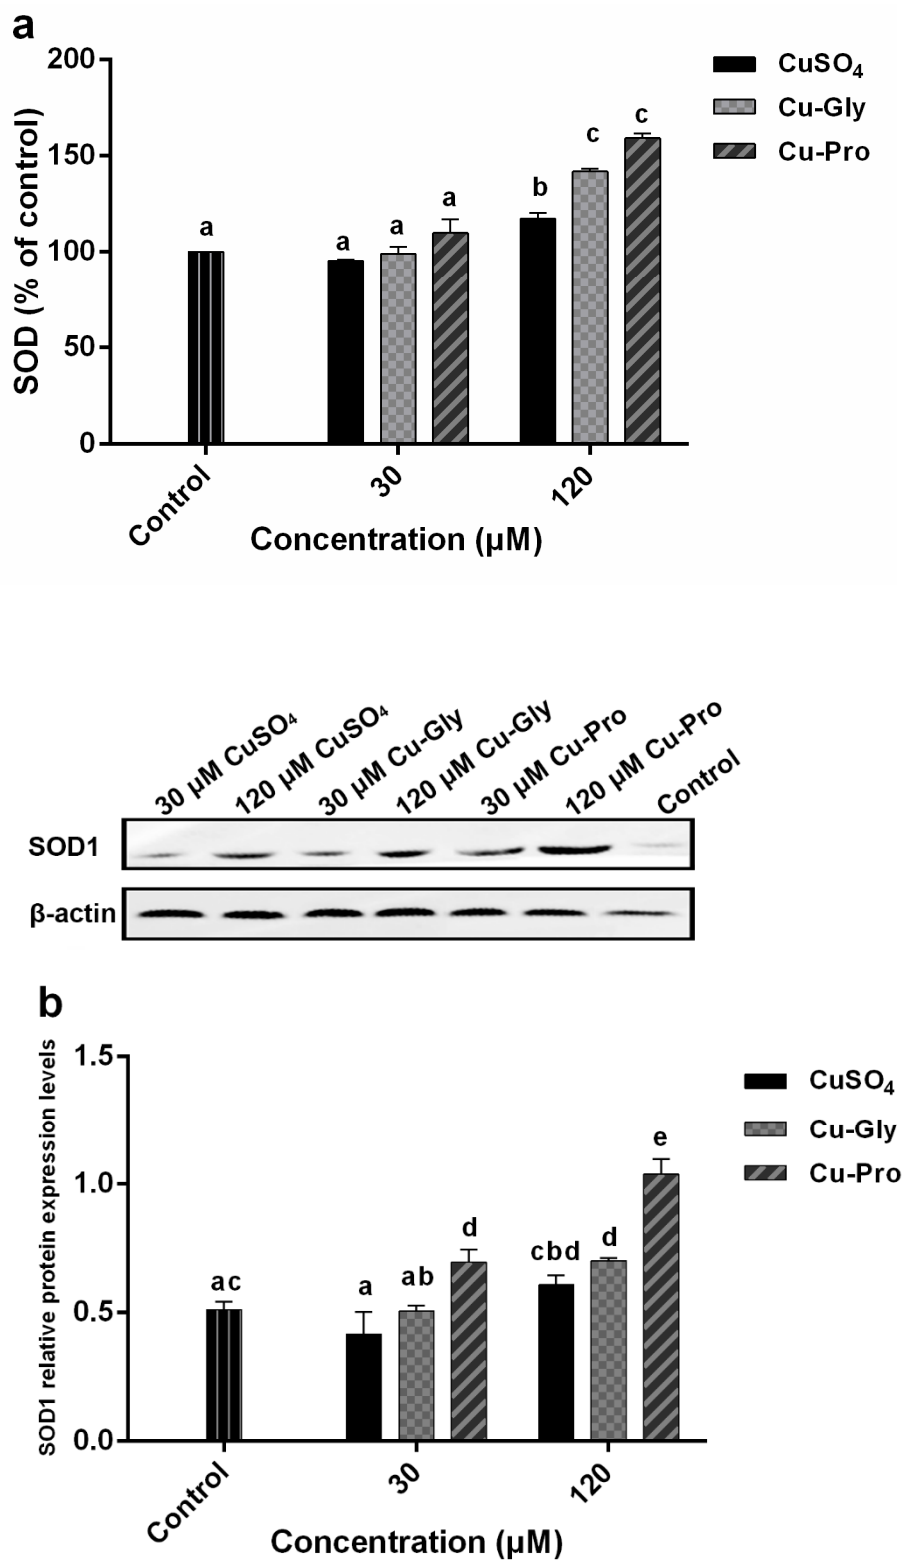 a
SOD (% of control)
200
150
100
50
0
a
a
a
a
b
c
c
CuSO₄
Cu-Gly
Cu-Pro
Control
30
120
Concentration (μM)
30 μM CuSO₄
120 μM CuSO₄
30 μM Cu-Gly
120 μM Cu-Gly
30 μM Cu-Pro
120 μM Cu-Pro
Control
SOD1
β-actin
b
SOD1 relative protein expression levels
1.5
1.0
0.5
0.0
ac
a
ab
d
cbd
d
e
CuSO₄
Cu-Gly
Cu-Pro
Control
30
120
Concentration (μM)